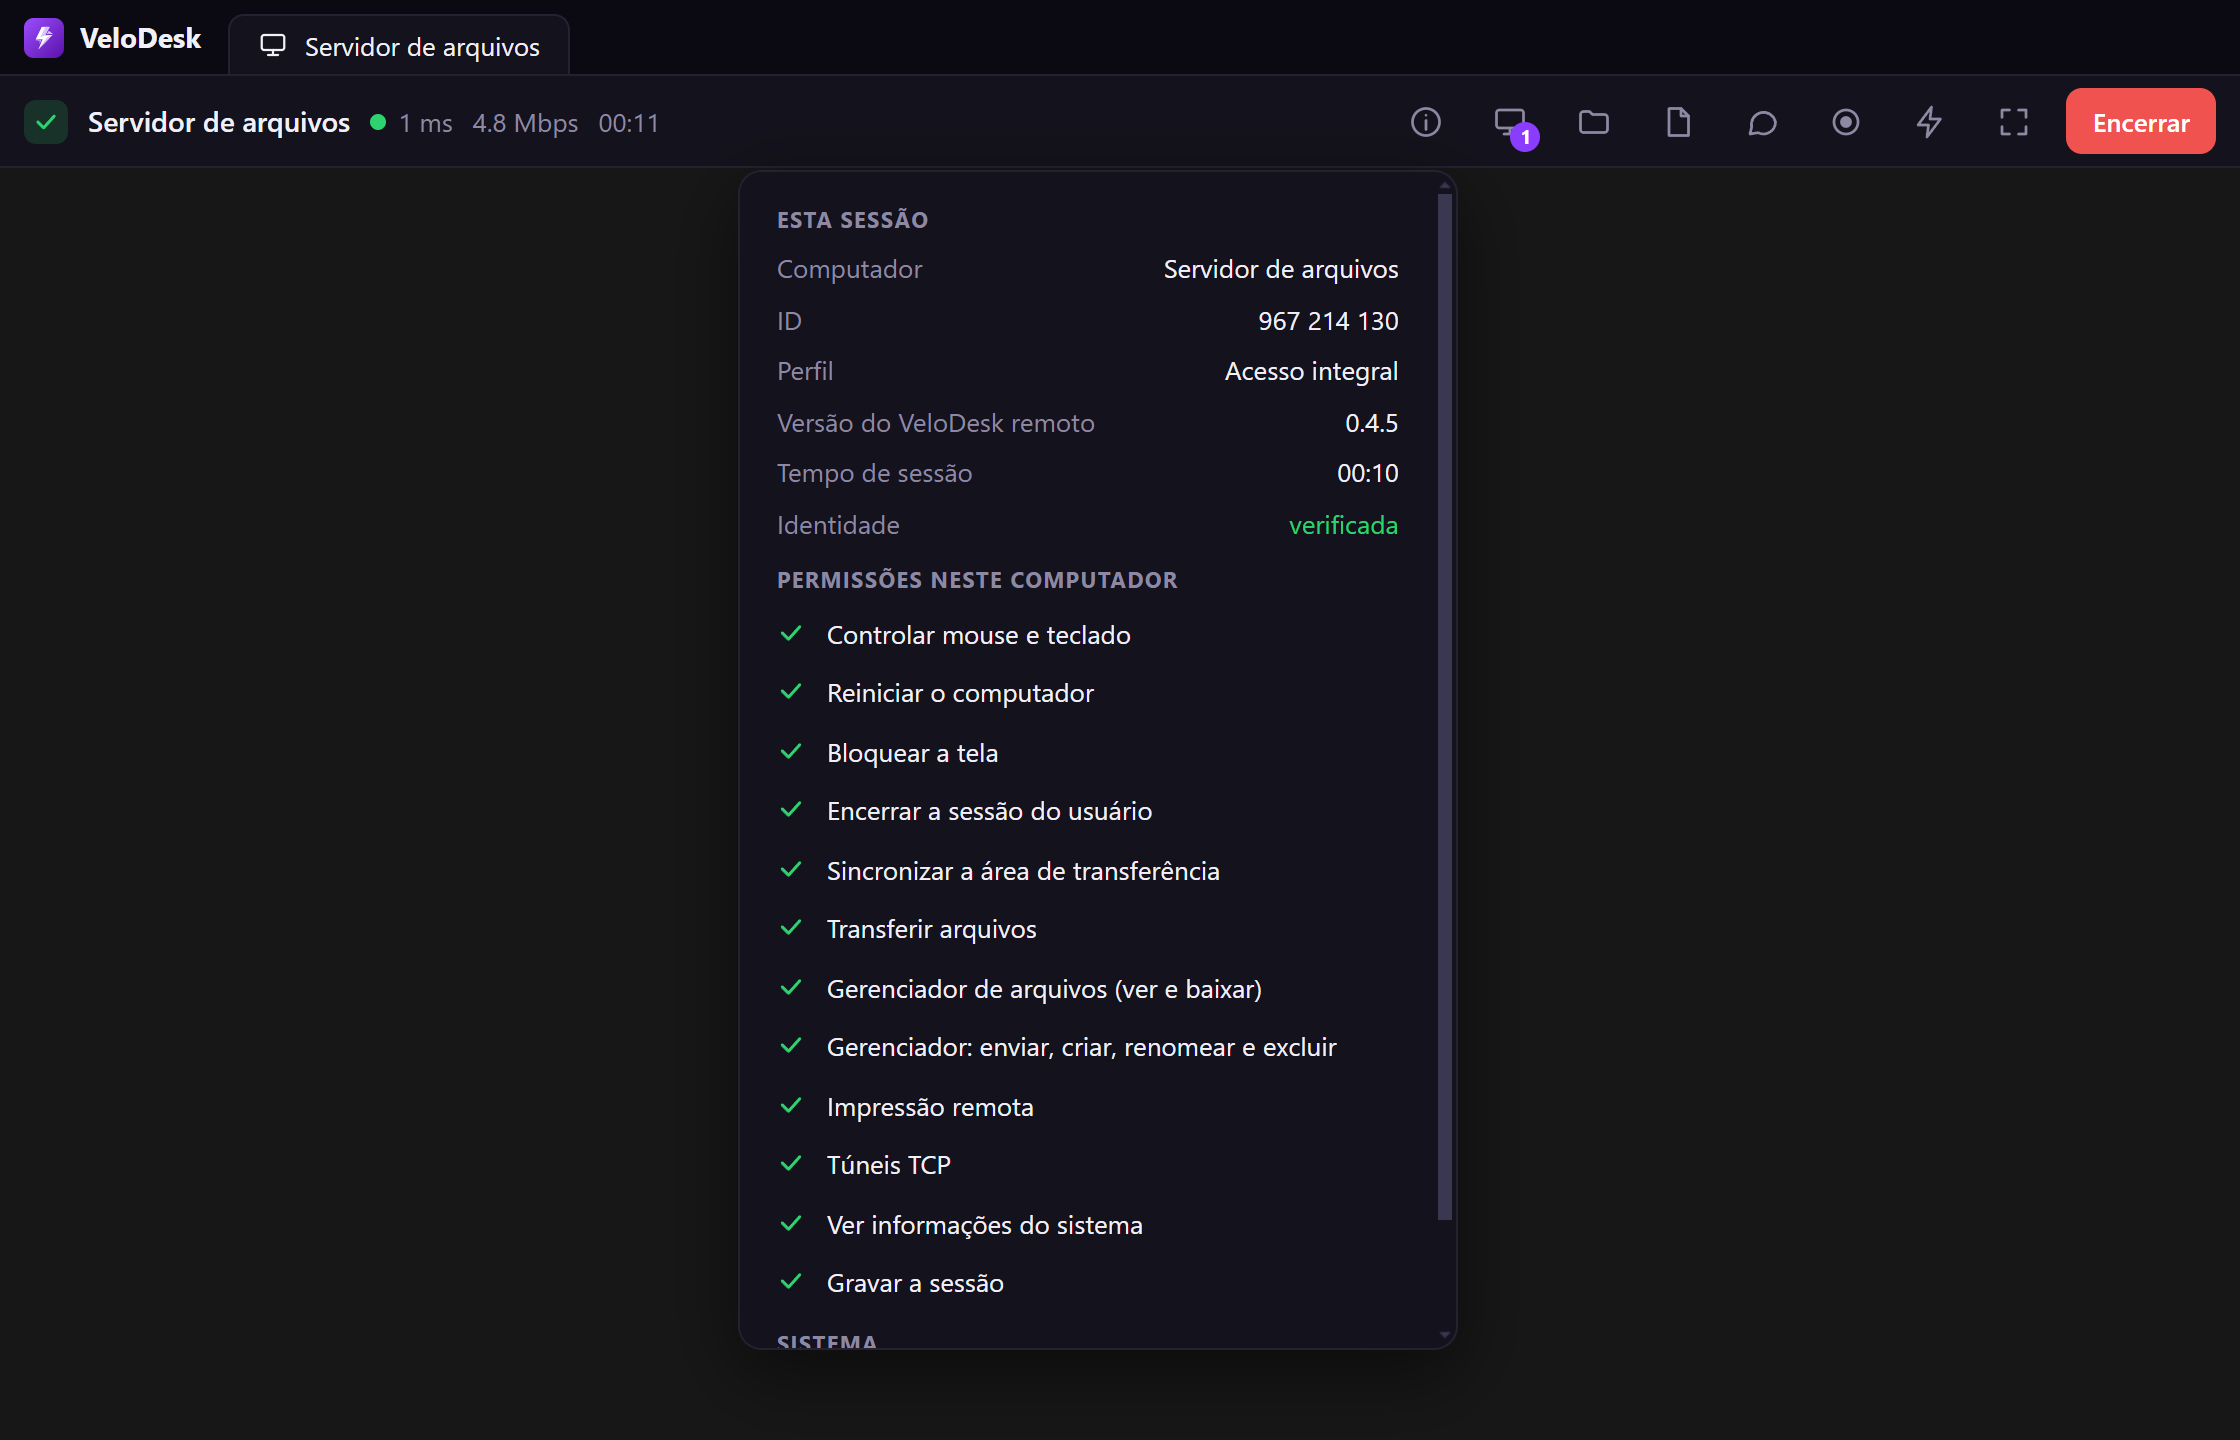 VeloDesk
Servidor de arquivos
Servidor de arquivos 1 ms 4.8 Mbps 00:11
1
Encerrar
ESTA SESSÃO
Computador Servidor de arquivos
ID 967 214 130
Perfil Acesso integral
Versão do VeloDesk remoto 0.4.5
Tempo de sessão 00:10
Identidade verificada
PERMISSÕES NESTE COMPUTADOR
Controlar mouse e teclado
Reiniciar o computador
Bloquear a tela
Encerrar a sessão do usuário
Sincronizar a área de transferência
Transferir arquivos
Gerenciador de arquivos (ver e baixar)
Gerenciador: enviar, criar, renomear e excluir
Impressão remota
Túneis TCP
Ver informações do sistema
Gravar a sessão
SISTEMA